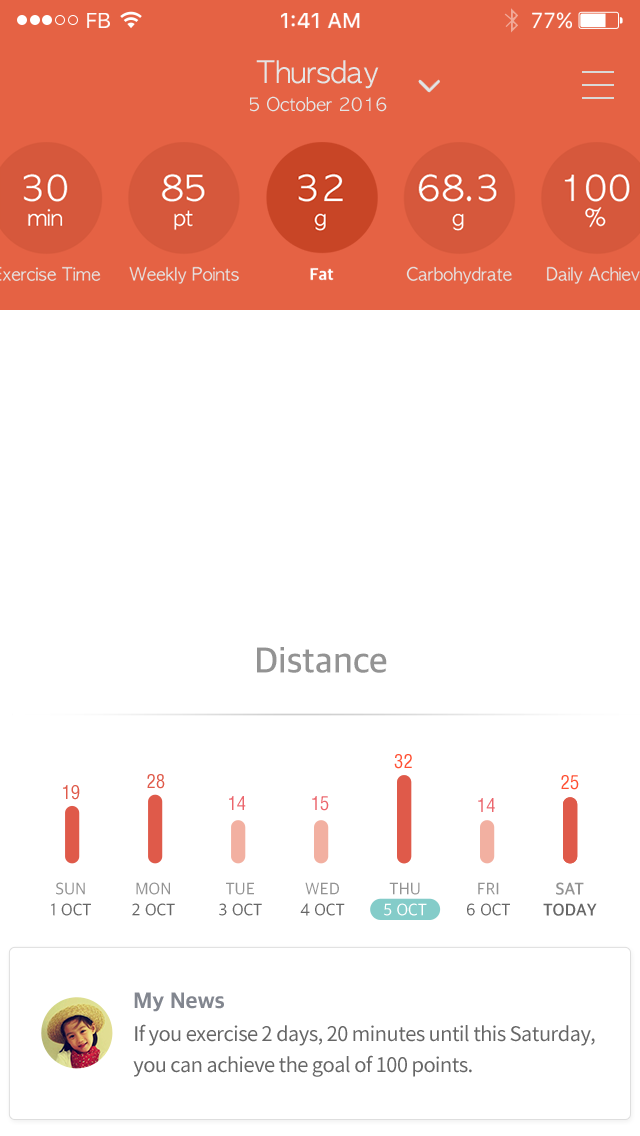 FB 1:41 AM 77%
Thursday
5 October 2016
30 85 32 68.3 100
min pt g g %
Exercise Time Weekly Points Fat Carbohydrate Daily Achiev
Distance
19 28 14 15 32 14 25
SUN MON TUE WED THU FRI SAT
1 OCT 2 OCT 3 OCT 4 OCT 5 OCT 6 OCT TODAY
My News
If you exercise 2 days, 20 minutes until this Saturday,
you can achieve the goal of 100 points.